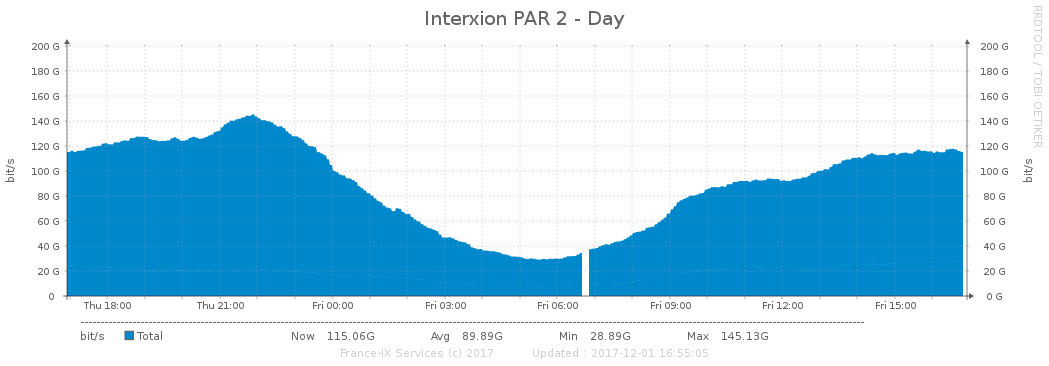 Interxion PAR 2 - Day
RRDTOOL / TOBI OETIKER
bit/s
200 G
180 G
160 G
140 G
120 G
100 G
80 G
60 G
40 G
20 G
0
200 G
180 G
160 G
140 G
120 G
100 G
80 G
60 G
40 G
20 G
0 G
bit/s
Thu 18:00 Thu 21:00 Fri 00:00 Fri 03:00 Fri 06:00 Fri 09:00 Fri 12:00 Fri 15:00
bit/s Total Now 115.06G Avg 89.89G Min 28.89G Max 145.13G
France-IX Services (c) 2017 Updated : 2017-12-01 16:55:05